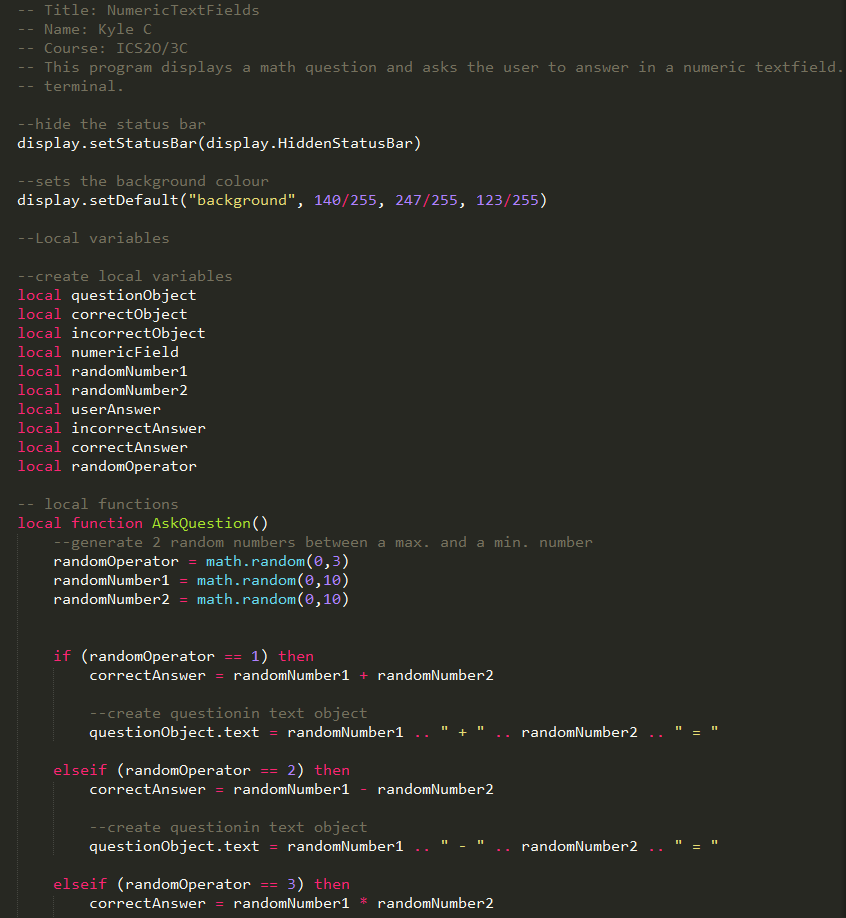 -- Title: NumericTextFields
-- Name: Kyle C
-- Course: ICS2O/3C
-- This program displays a math question and asks the user to answer in a numeric textfield.
-- terminal.
--hide the status bar
display.setStatusBar(display.HiddenStatusBar)
--sets the background colour
display.setDefault("background", 140/255, 247/255, 123/255)
--Local variables
--create local variables
local questionObject
local correctObject
local incorrectObject
local numericField
local randomNumber1
local randomNumber2
local userAnswer
local incorrectAnswer
local correctAnswer
local randomOperator
-- local functions
local function AskQuestion()
    --generate 2 random numbers between a max. and a min. number
    randomOperator = math.random(0,3)
    randomNumber1 = math.random(0,10)
    randomNumber2 = math.random(0,10)
    if (randomOperator == 1) then
        correctAnswer = randomNumber1 + randomNumber2
        --create questionin text object
        questionObject.text = randomNumber1 .. " + " .. randomNumber2 .. " = "
    elseif (randomOperator == 2) then
        correctAnswer = randomNumber1 - randomNumber2
        --create questionin text object
        questionObject.text = randomNumber1 .. " - " .. randomNumber2 .. " = "
    elseif (randomOperator == 3) then
        correctAnswer = randomNumber1 * randomNumber2